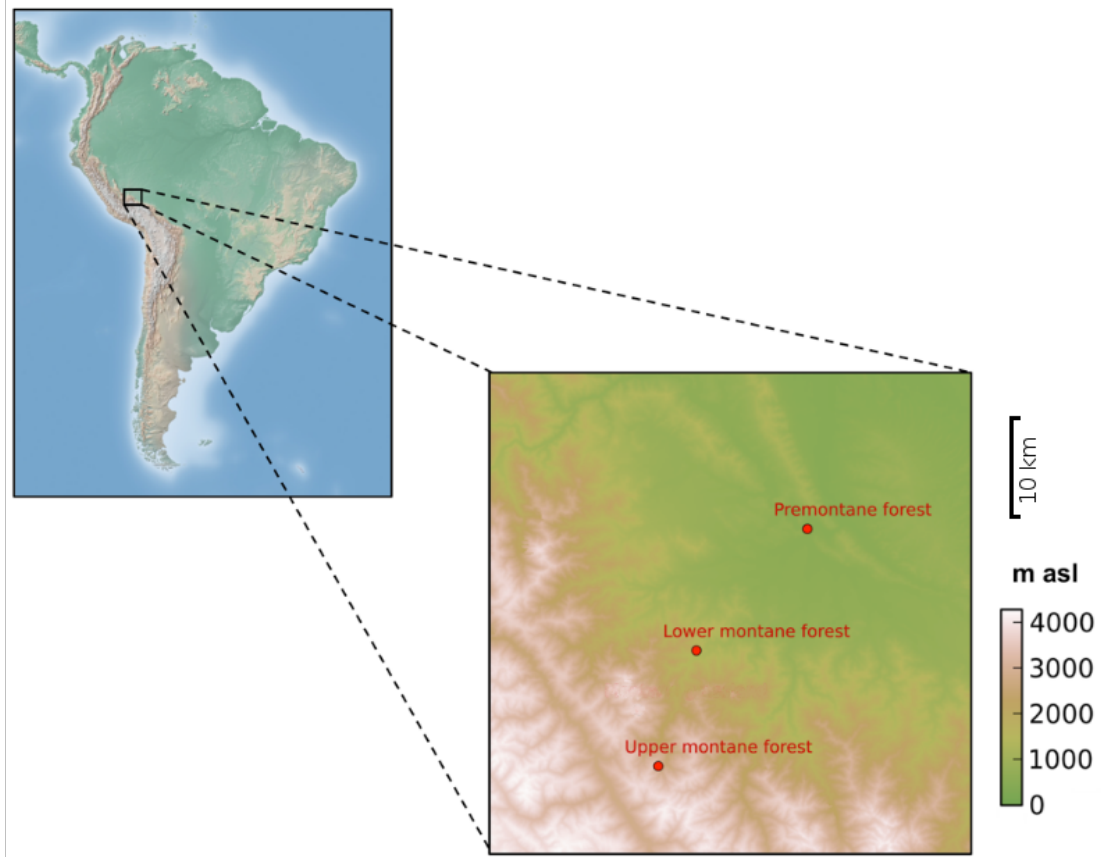 Premontane forest
Lower montane forest
Upper montane forest
10 km
m asl
4000
3000
2000
1000
0